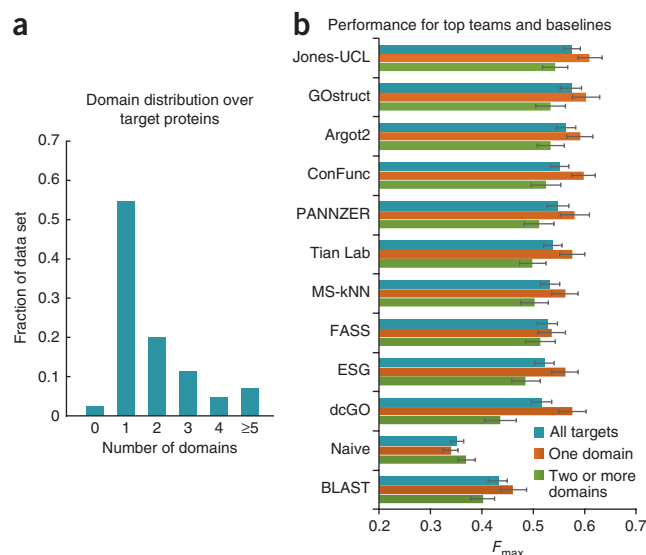 a
Domain distribution over
target proteins
0.7
0.6
0.5
0.4
0.3
0.2
0.1
0
Fraction of data set
0 1 2 3 4 ≥5
Number of domains
b
Performance for top teams and baselines
Jones-UCL
GOstruct
Argot2
ConFunc
PANNZER
Tian Lab
MS-kNN
FASS
ESG
dcGO
Naive
BLAST
All targets
One domain
Two or more
domains
0.2 0.3 0.4 0.5 0.6 0.7
Fmax